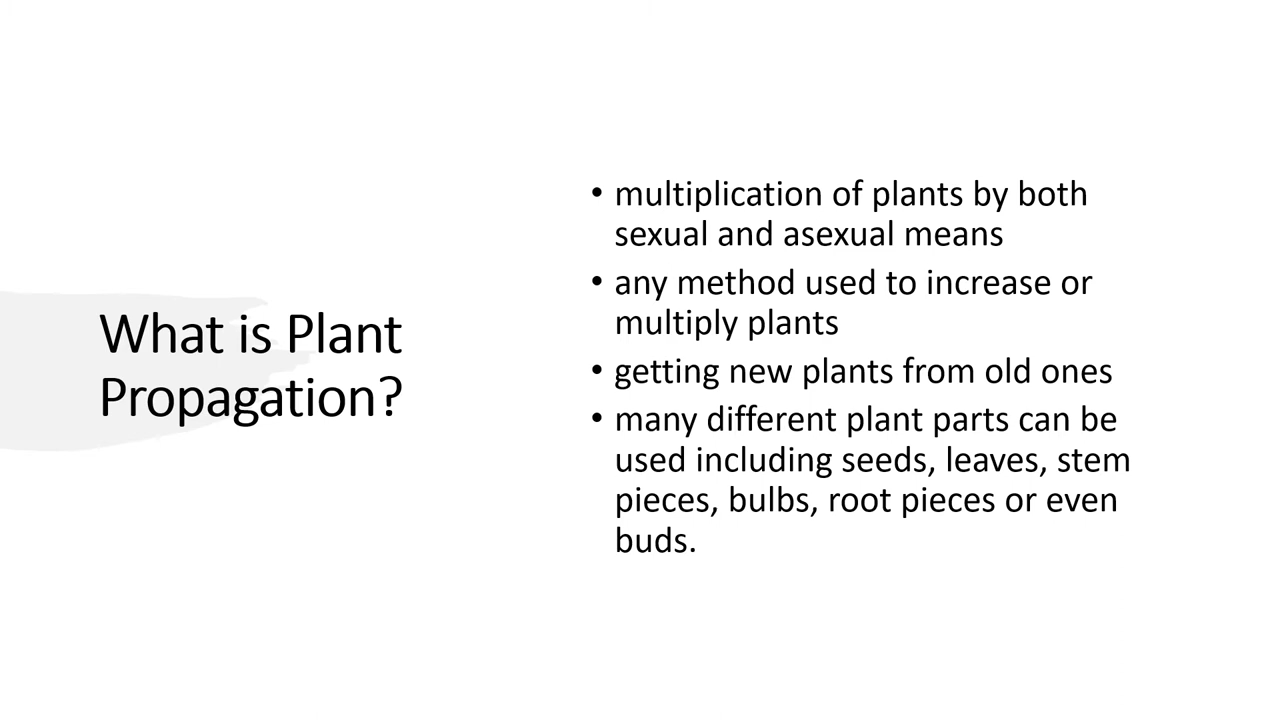 What is Plant
Propagation?
• multiplication of plants by both
sexual and asexual means
• any method used to increase or
multiply plants
• getting new plants from old ones
• many different plant parts can be
used including seeds, leaves, stem
pieces, bulbs, root pieces or even
buds.